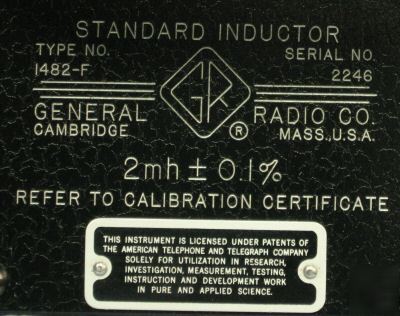 STANDARD INDUCTOR
TYPE NO. SERIAL NO.
1482-F 2246
GR
GENERAL RADIO CO.
CAMBRIDGE ® MASS., U.S.A.
2mh ± 0.1%
REFER TO CALIBRATION CERTIFICATE
THIS INSTRUMENT IS LICENSED UNDER PATENTS OF
THE AMERICAN TELEPHONE AND TELEGRAPH COMPANY
SOLELY FOR UTILIZATION IN RESEARCH,
INVESTIGATION, MEASUREMENT, TESTING,
INSTRUCTION AND DEVELOPMENT WORK
IN PURE AND APPLIED SCIENCE.